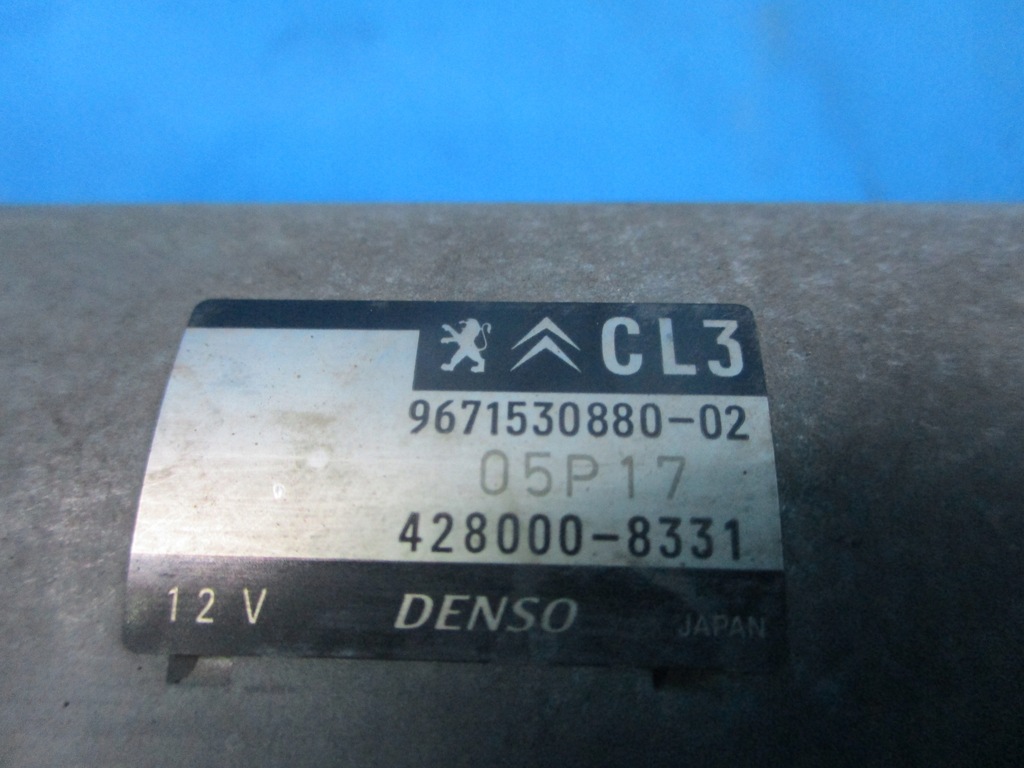 CL3
9671530880-02
05P17
428000-8331
12 V DENSO JAPAN